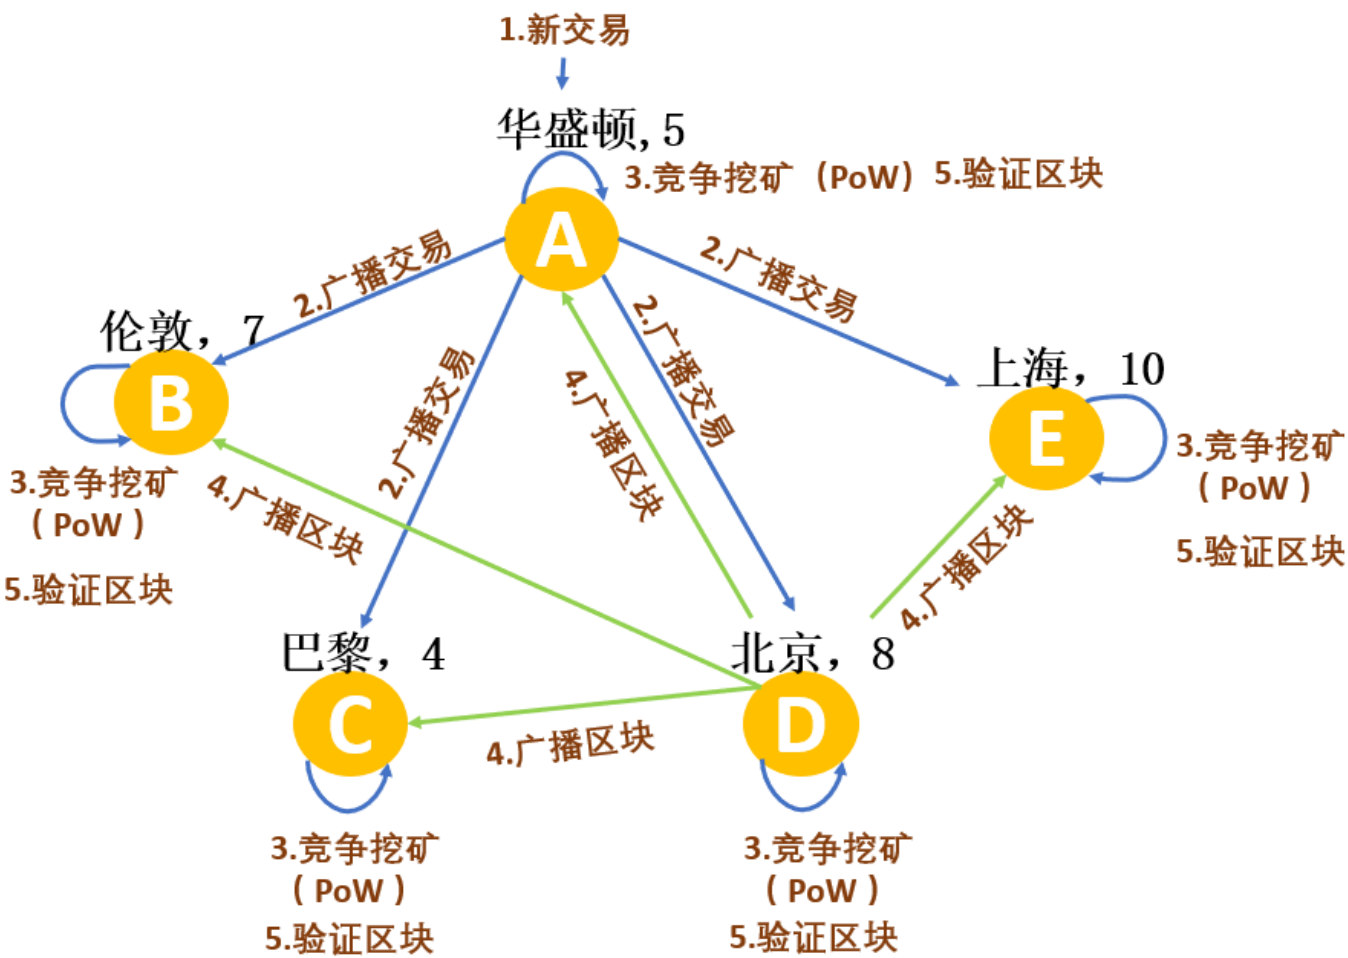 1.新交易
华盛顿,5
3.竞争挖矿（PoW）5.验证区块
A
2.广播交易
2.广播交易
2.广播交易
2.广播交易
伦敦，7
B
3.竞争挖矿
（PoW）
5.验证区块
上海，10
E
3.竞争挖矿
（PoW）
5.验证区块
4.广播区块
4.广播区块
4.广播区块
4.广播区块
巴黎，4
C
3.竞争挖矿
（PoW）
5.验证区块
北京，8
D
3.竞争挖矿
（PoW）
5.验证区块